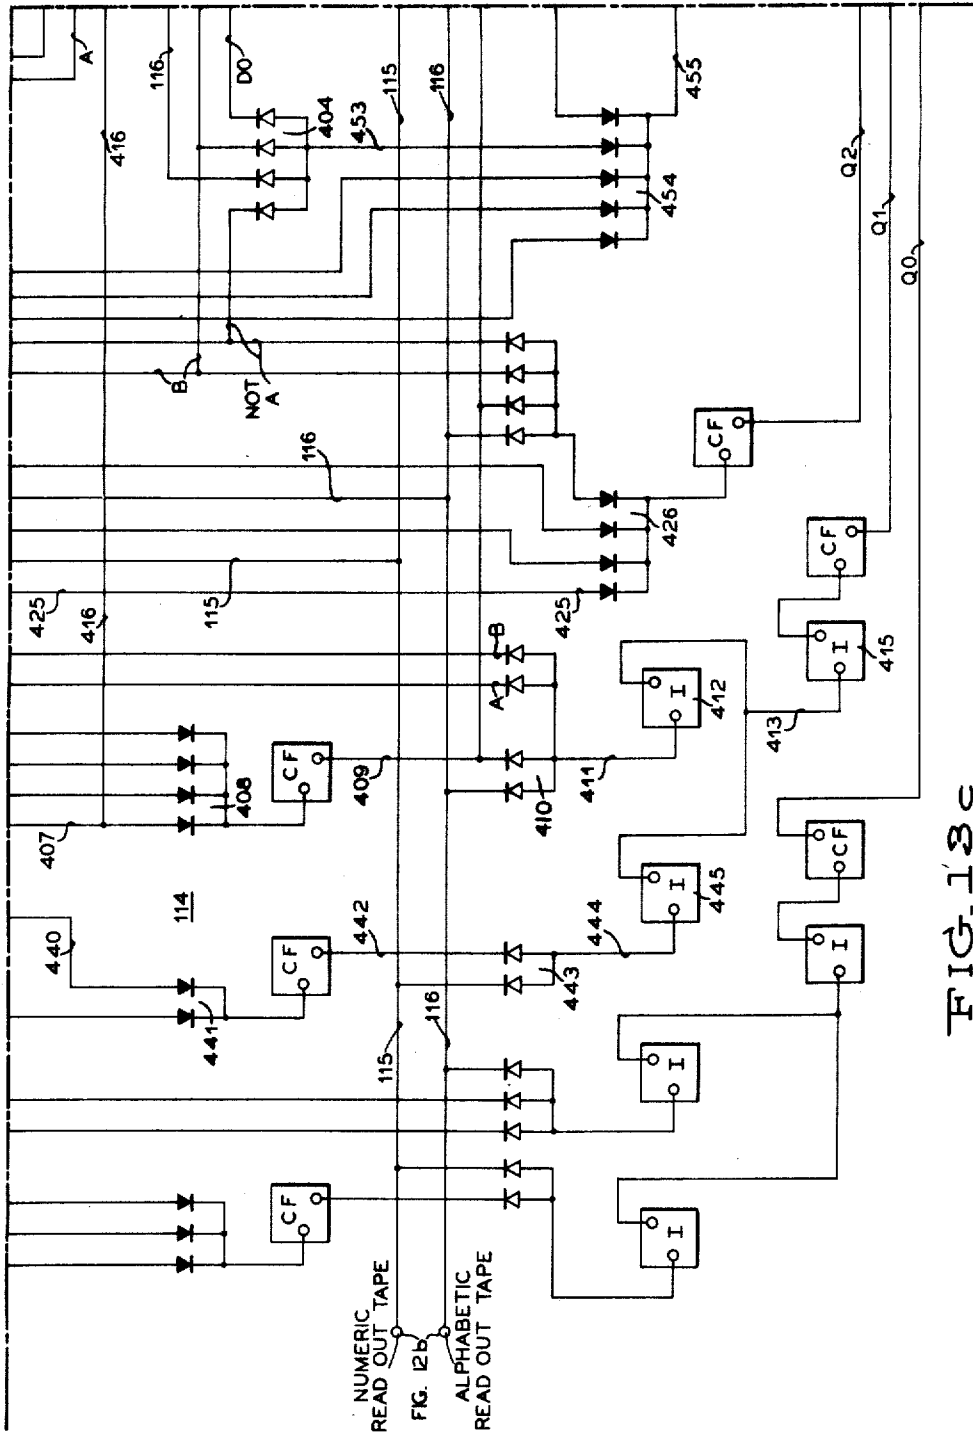 A
416
116
DO
404
453
115
116
455
454
Q2
Q1
Q0
B
NOT
A
116
CF
426
425
416
115
425
B
A
CF
I
415
412
I
413
407
408
CF
409
410
411
114
440
441
CF
442
443
444
I
445
CF
I
115
116
I
CF
I
NUMERIC
READ OUT TAPE
FIG. 12b
ALPHABETIC
READ OUT TAPE
FIG. 13c